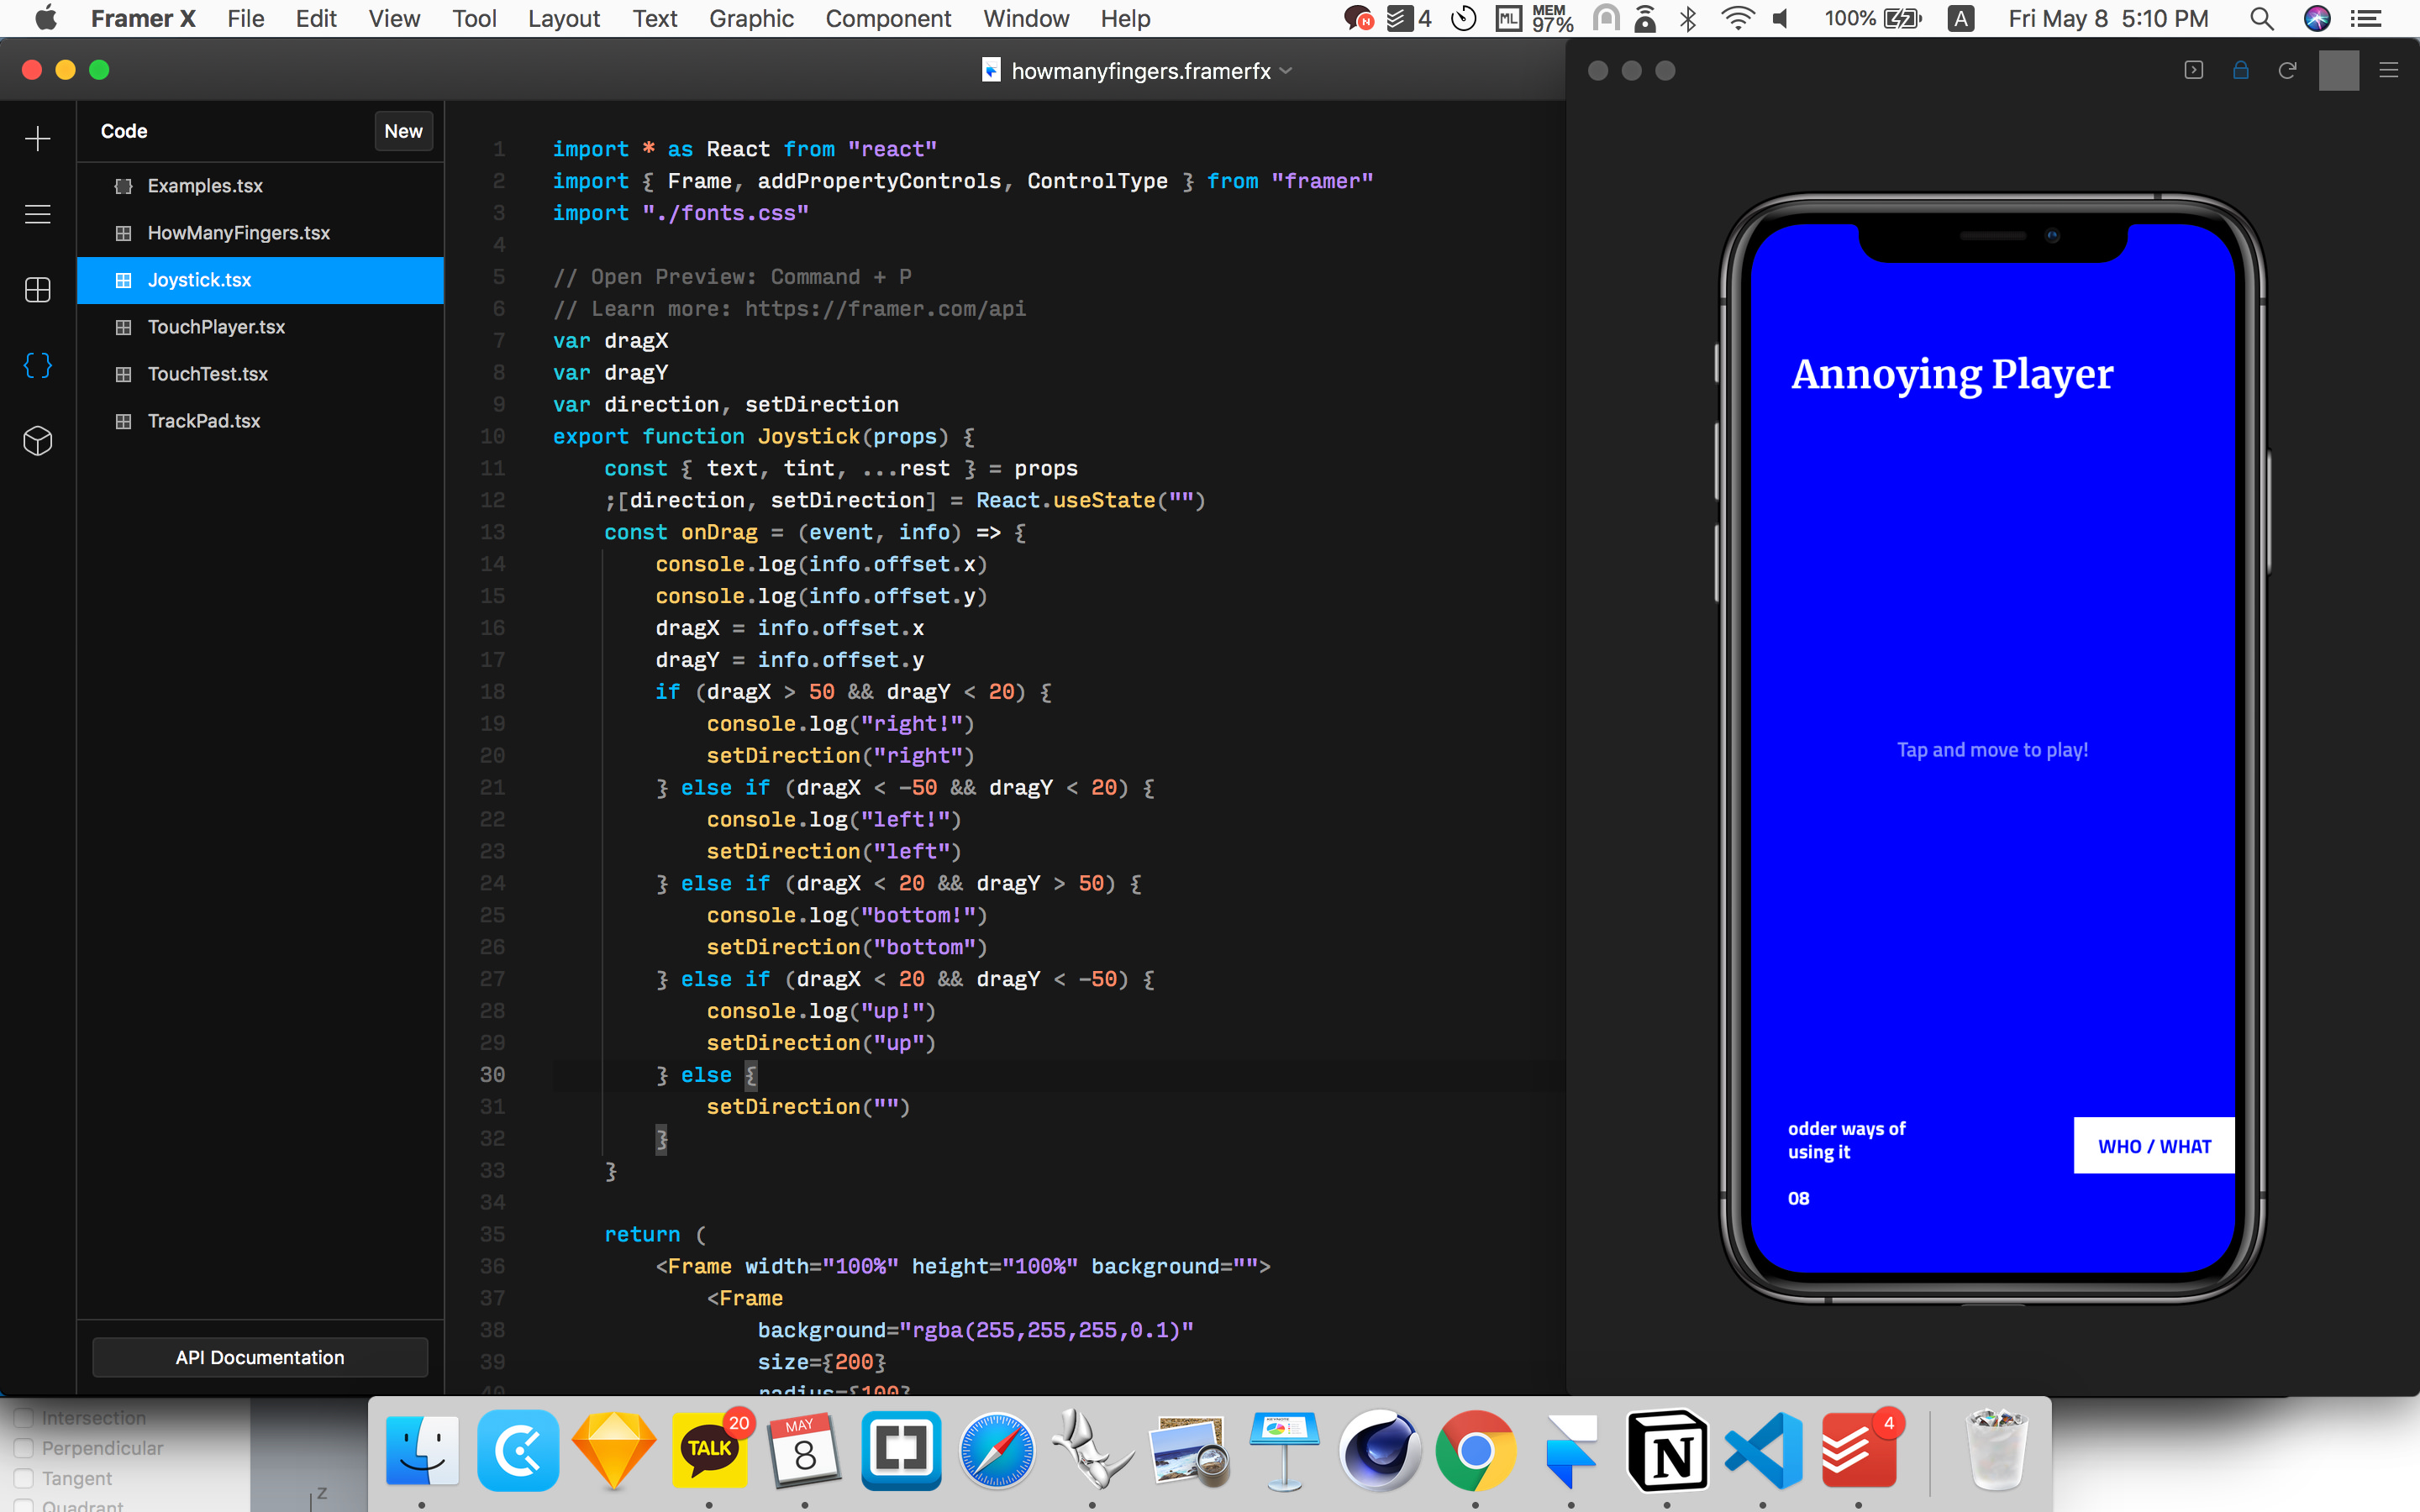 Framer X File Edit View Tool Layout Text Graphic Component Window Help
N 4 ML MEM 97% 100% A Fri May 8 5:10 PM
howmanyfingers.framerfx
Code
New
Examples.tsx
HowManyFingers.tsx
Joystick.tsx
TouchPlayer.tsx
TouchTest.tsx
TrackPad.tsx
API Documentation
1 import * as React from "react"
2 import { Frame, addPropertyControls, ControlType } from "framer"
3 import "./fonts.css"
4
5 // Open Preview: Command + P
6 // Learn more: https://framer.com/api
7 var dragX
8 var dragY
9 var direction, setDirection
10 export function Joystick(props) {
11 const { text, tint, ...rest } = props
12 ;[direction, setDirection] = React.useState("")
13 const onDrag = (event, info) => {
14 console.log(info.offset.x)
15 console.log(info.offset.y)
16 dragX = info.offset.x
17 dragY = info.offset.y
18 if (dragX > 50 && dragY < 20) {
19 console.log("right!")
20 setDirection("right")
21 } else if (dragX < -50 && dragY < 20) {
22 console.log("left!")
23 setDirection("left")
24 } else if (dragX < 20 && dragY > 50) {
25 console.log("bottom!")
26 setDirection("bottom")
27 } else if (dragX < 20 && dragY < -50) {
28 console.log("up!")
29 setDirection("up")
30 } else {
31 setDirection("")
32 }
33 }
34
35 return (
36 <Frame width="100%" height="100%" background="">
37 <Frame
38 background="rgba(255,255,255,0.1)"
39 size={200}
40 radius={100}
Annoying Player
Tap and move to play!
odder ways of
using it
08
WHO / WHAT
Intersection
Perpendicular
Tangent
Quadrant
Z
TALK
20
MAY
8
KEYNOTE
N
4